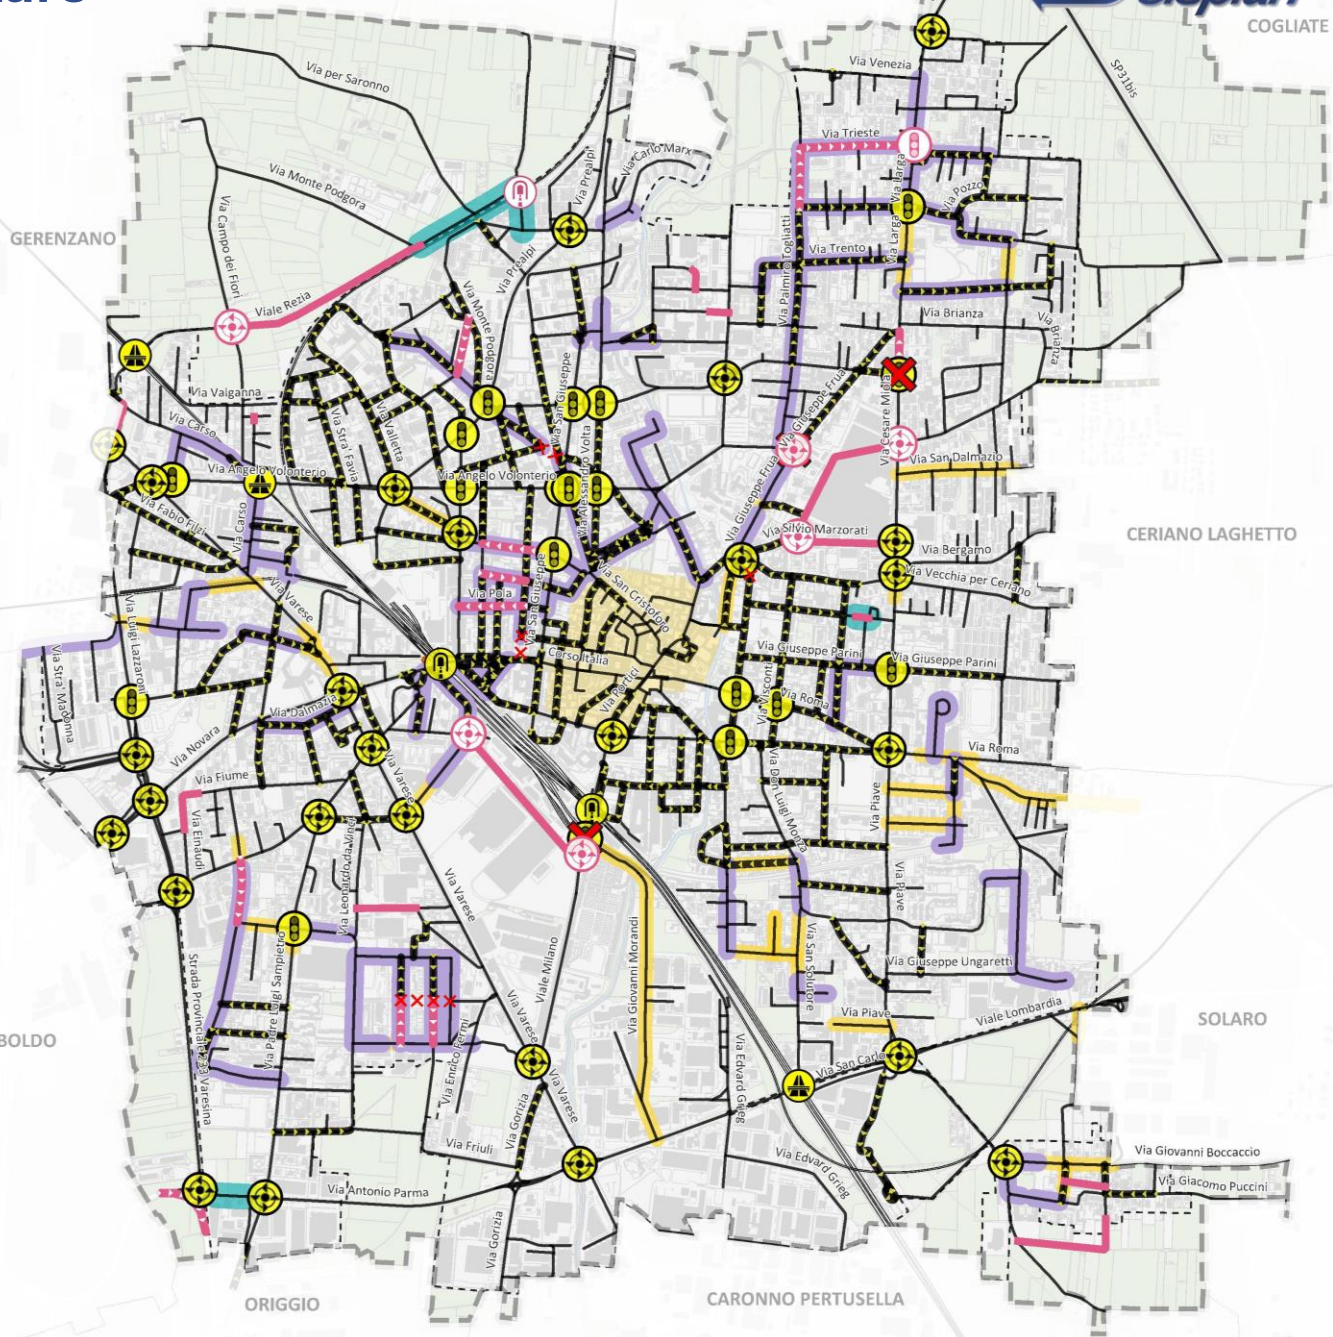 COGLIATE
Via Venezia
SP31bis
Via per Saronno
Via Trieste
Via Carlo Marx
Via Prealpi
Via Larga
Via Monte Podgora
Via Pozzo
Via Campo dei Fiori
GERENZANO
Via Palmiro Togliatti
Via Larga
Via Trento
Via Prealpi
Viale Rezia
Via Monte Podgora
Via Brianza
Via Brianza
Via San Giuseppe
Via Giuseppe Frua
Via Cesare Miola
Via Vaiganna
Via Carso
Via Stra' Favia
Via Valletta
Via Alessandro Volta
Via San Dalmazio
Via Angelo Volonterio
Via Angelo Volonterio
Via Giuseppe Frua
Via Fabio Filzi
Via Carso
Via Silvio Marzorati
CERIANO LAGHETTO
Via Bergamo
Via Vecchia per Ceriano
Via San Cristoforo
Via San Giuseppe
Via Pola
Via Varese
Via Luigi Lazzaroni
Via Stra' Madonna
Corso Italia
Via Giuseppe Parini
Via Giuseppe Parini
Via Portici
Via Visconti
Via Roma
Via Dalmazia
Via Novara
Via Roma
Via Varese
Via Fiume
Via Einaudi
Via Don Luigi Monza
Via Piave
Via Leonardo da Vinci
Via Varese
Via Piave
Via Padre Luigi Sampietro
Viale Milano
Via Giovanni Morandi
Via San Solutore
Via Giuseppe Ungaretti
Strada Provinciale 233 Varesina
Via Varese
Via Piave
Viale Lombardia
SOLARO
BOLDO
Via Enrico Fermi
Via Edvard Grieg
Via San Carlo
Via Varese
Via Gorizia
Via Friuli
Via Edvard Grieg
Via Giovanni Boccaccio
Via Giacomo Puccini
Via Antonio Parma
Via Gorizia
ORIGGIO
CARONNO PERTUSELLA